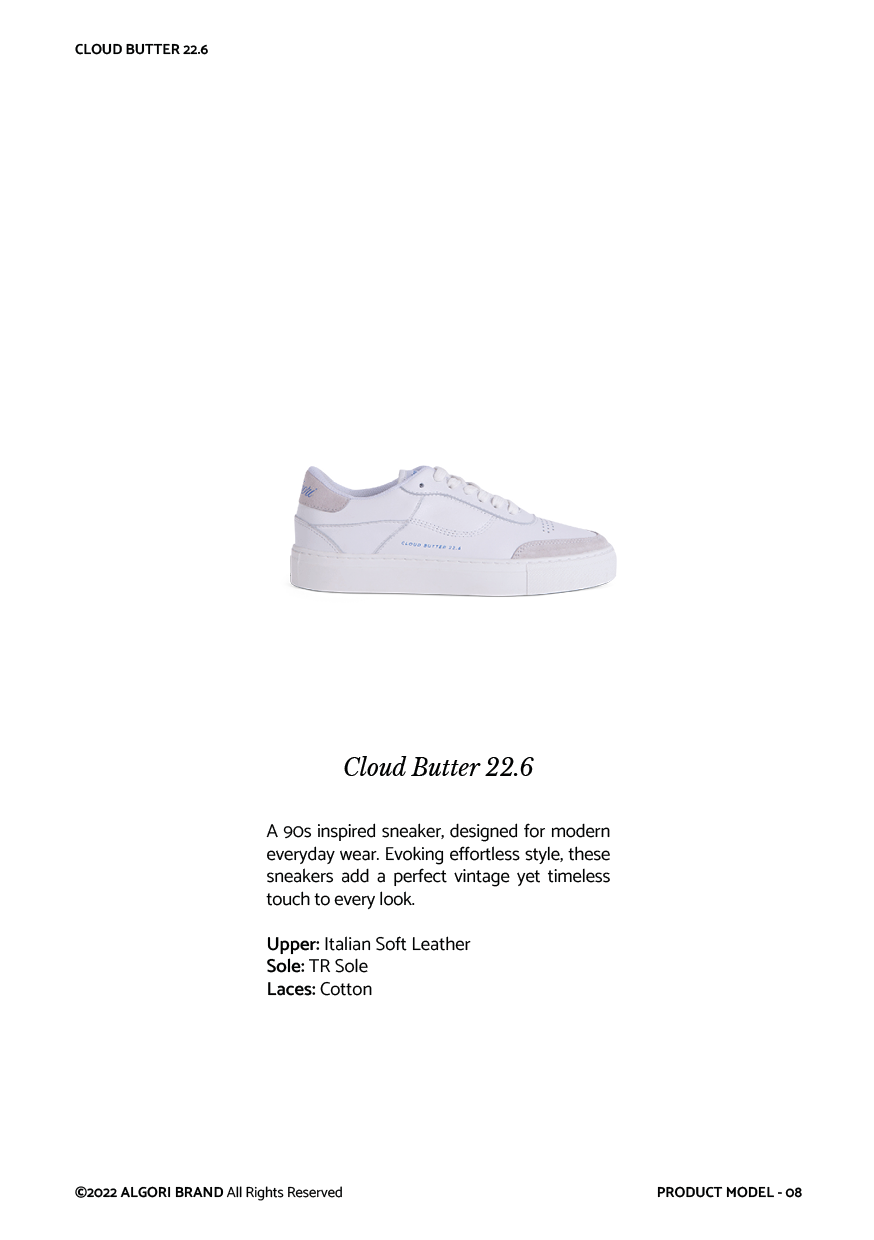 CLOUD BUTTER 22.6
CLOUD BUTTER 22.6
Cloud Butter 22.6
A 90s inspired sneaker, designed for modern
everyday wear. Evoking effortless style, these
sneakers add a perfect vintage yet timeless
touch to every look.
Upper: Italian Soft Leather
Sole: TR Sole
Laces: Cotton
©2022 ALGORI BRAND All Rights Reserved
PRODUCT MODEL - 08